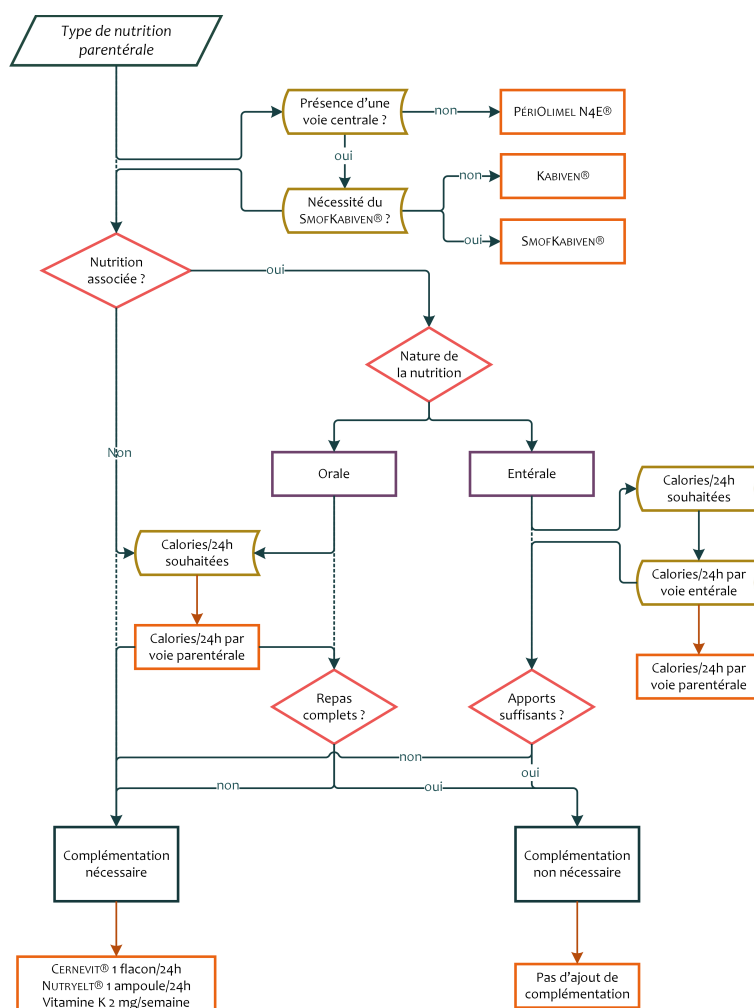 Type de nutrition
parentérale
Présence d'une
voie centrale ?
non
PÉRIOLIMEL N4E®
oui
Nécessité du
SMOFKABIVEN® ?
non
KABIVEN®
oui
SMOFKABIVEN®
Nutrition
associée ?
oui
Nature de
la nutrition
Non
Orale
Entérale
Calories/24h
souhaitées
Calories/24h
souhaitées
Calories/24h par
voie entérale
Calories/24h par
voie parentérale
Calories/24h par
voie parentérale
Repas
complets ?
Apports
suffisants ?
non
oui
non
oui
Complémentation
nécessaire
Complémentation
non nécessaire
CERNEVIT® 1 flacon/24h
NUTRYELT® 1 ampoule/24h
Vitamine K 2 mg/semaine
Pas d'ajout de
complémentation